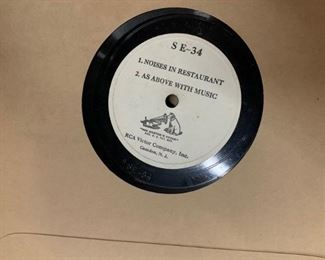 S E-34
1. NOISES IN RESTAURANT
2. AS ABOVE WITH MUSIC
RCA Victor Company, Inc.
Camden, N. J.